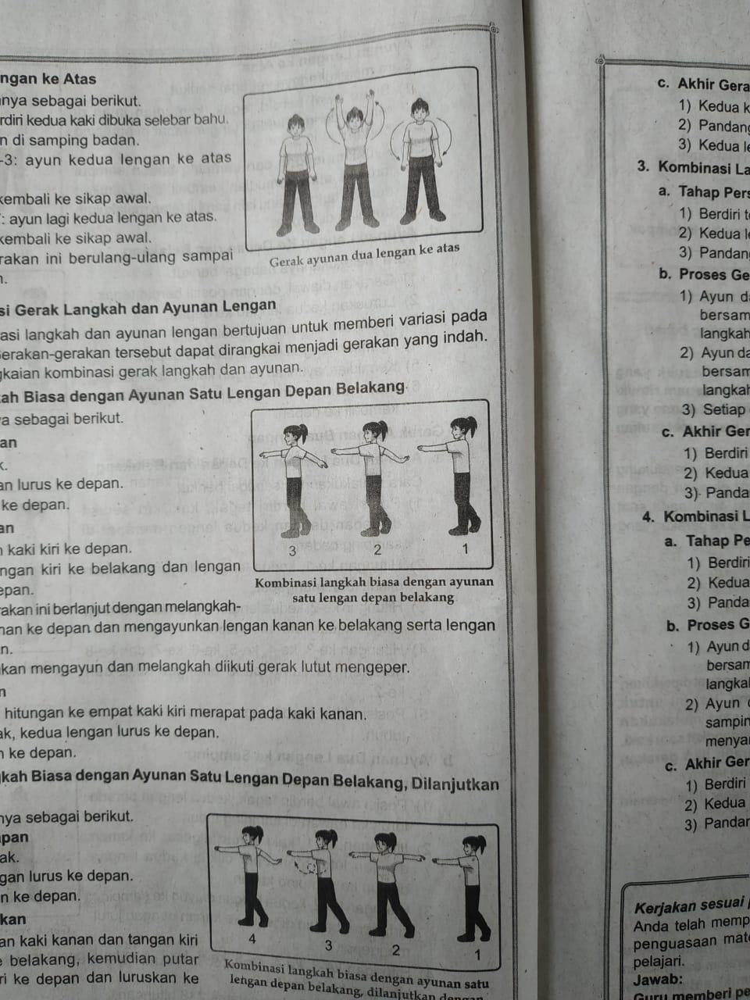 ngan ke Atas
nya sebagai berikut.
rdiri kedua kaki dibuka selebar bahu.
n di samping badan.
-3: ayun kedua lengan ke atas
kembali ke sikap awal.
: ayun lagi kedua lengan ke atas.
kembali ke sikap awal.
rakan ini berulang-ulang sampai
n.
Gerak ayunan dua lengan ke atas
si Gerak Langkah dan Ayunan Lengan
asi langkah dan ayunan lengan bertujuan untuk memberi variasi pada
Gerakan-gerakan tersebut dapat dirangkai menjadi gerakan yang indah.
gkaian kombinasi gerak langkah dan ayunan.
kah Biasa dengan Ayunan Satu Lengan Depan Belakang
a sebagai berikut.
an
k.
an lurus ke depan.
ke depan.
an
n kaki kiri ke depan.
ngan kiri ke belakang dan lengan
epan.
rakan ini berlanjut dengan melangkah-
nan ke depan dan mengayunkan lengan kanan ke belakang serta lengan
n.
kan mengayun dan melangkah diikuti gerak lutut mengeper.
n
hitungan ke empat kaki kiri merapat pada kaki kanan.
ak, kedua lengan lurus ke depan.
n ke depan.
3 2 1
Kombinasi langkah biasa dengan ayunan
satu lengan depan belakang
gkah Biasa dengan Ayunan Satu Lengan Depan Belakang, Dilanjutkan
nya sebagai berikut.
apan
ak.
gan lurus ke depan.
n ke depan.
kan
an kaki kanan dan tangan kiri
e belakang, kemudian putar
ri ke depan dan luruskan ke
4 3 2 1
Kombinasi langkah biasa dengan ayunan satu
lengan depan belakang, dilanjutkan dengan
c. Akhir Gera
1) Kedua k
2) Pandang
3) Kedua le
3. Kombinasi La
a. Tahap Pers
1) Berdiri te
2) Kedua le
3) Pandan
b. Proses Ge
1) Ayun d
bersam
langkah
2) Ayun da
bersam
langkah
3) Setiap
c. Akhir Ger
1) Berdiri
2) Kedua
3) Panda
4. Kombinasi L
a. Tahap Pe
1) Berdiri
2) Kedua
3) Panda
b. Proses G
1) Ayun d
bersam
langkal
2) Ayun
sampin
menya
c. Akhir Ger
1) Berdiri
2) Kedua
3) Pandar
Kerjakan sesuai
Anda telah memp
penguasaan mat
pelajari.
Jawab:
Guru memberi pe